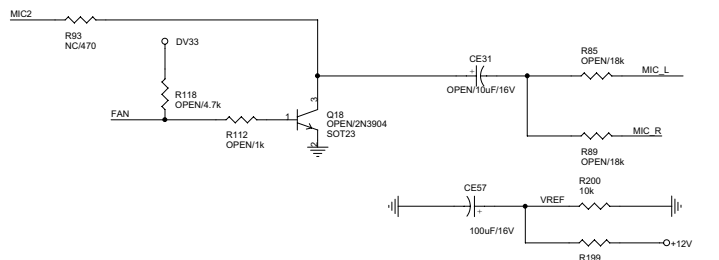 MIC2
R93
NC/470
DV33
R118
OPEN/4.7k
FAN
R112
OPEN/1k
1
3
2
Q18
OPEN/2N3904
SOT23
CE31
+
OPEN/10uF/16V
R85
OPEN/18k
MIC_L
MIC_R
R89
OPEN/18k
CE57
+
100uF/16V
VREF
R200
10k
+12V
R199